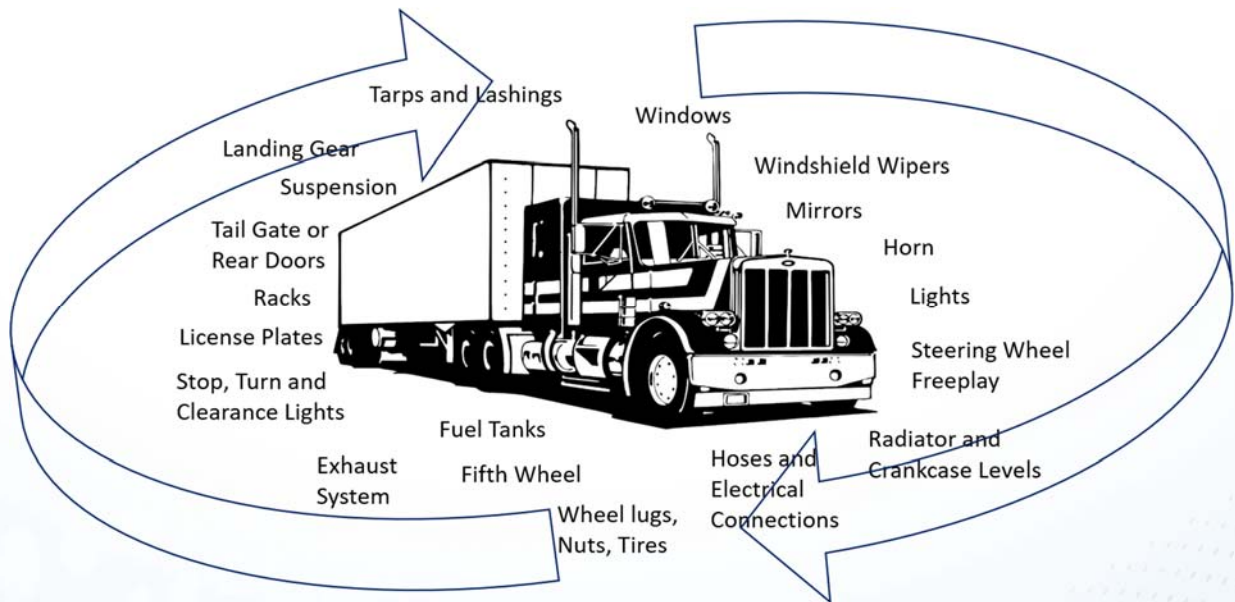 Tarps and Lashings
Windows
Landing Gear
Windshield Wipers
Suspension
Mirrors
Tail Gate or
Rear Doors
Horn
Racks
Lights
License Plates
Steering Wheel
Freeplay
Stop, Turn and
Clearance Lights
Fuel Tanks
Radiator and
Crankcase Levels
Exhaust
System
Fifth Wheel
Hoses and
Electrical
Connections
Wheel lugs,
Nuts, Tires